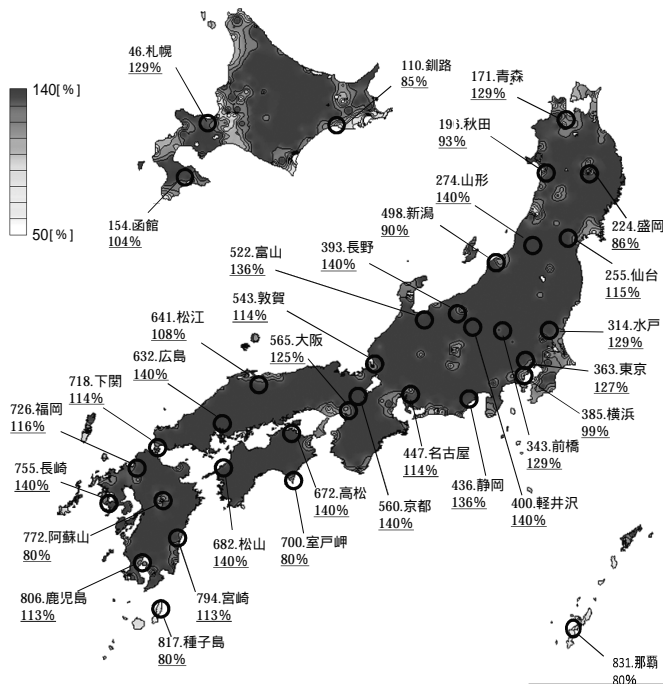 46.札幌
129%
110.釧路
85%
171.青森
129%
140[%]
50[%]
196.秋田
93%
274.山形
140%
154.函館
104%
498.新潟
90%
224.盛岡
86%
393.長野
140%
522.富山
136%
255.仙台
115%
543.敦賀
114%
641.松江
108%
565.大阪
125%
314.水戸
129%
632.広島
140%
363.東京
127%
718.下関
114%
385.横浜
99%
726.福岡
116%
447.名古屋
114%
343.前橋
129%
755.長崎
140%
436.静岡
136%
672.高松
140%
560.京都
140%
400.軽井沢
140%
772.阿蘇山
80%
682.松山
140%
700.室戸岬
80%
806.鹿児島
113%
794.宮崎
113%
817.種子島
80%
831.那覇
80%